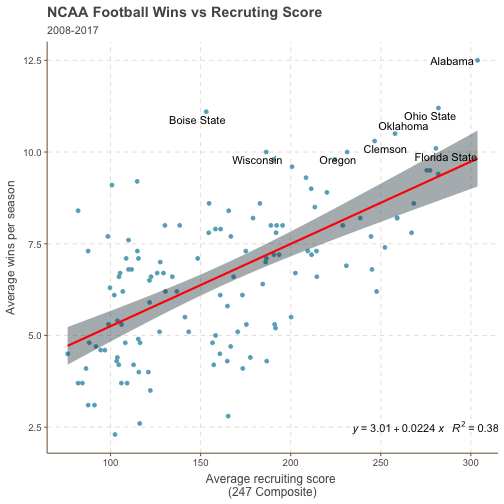 NCAA Football Wins vs Recruting Score
2008-2017
12.5
10.0
7.5
5.0
2.5
Average wins per season
Alabama
Ohio State
Boise State
Oklahoma
Clemson
Wisconsin
Oregon
Florida State
y = 3.01 + 0.0224 x R² = 0.38
100 150 200 250 300
Average recruiting score
(247 Composite)